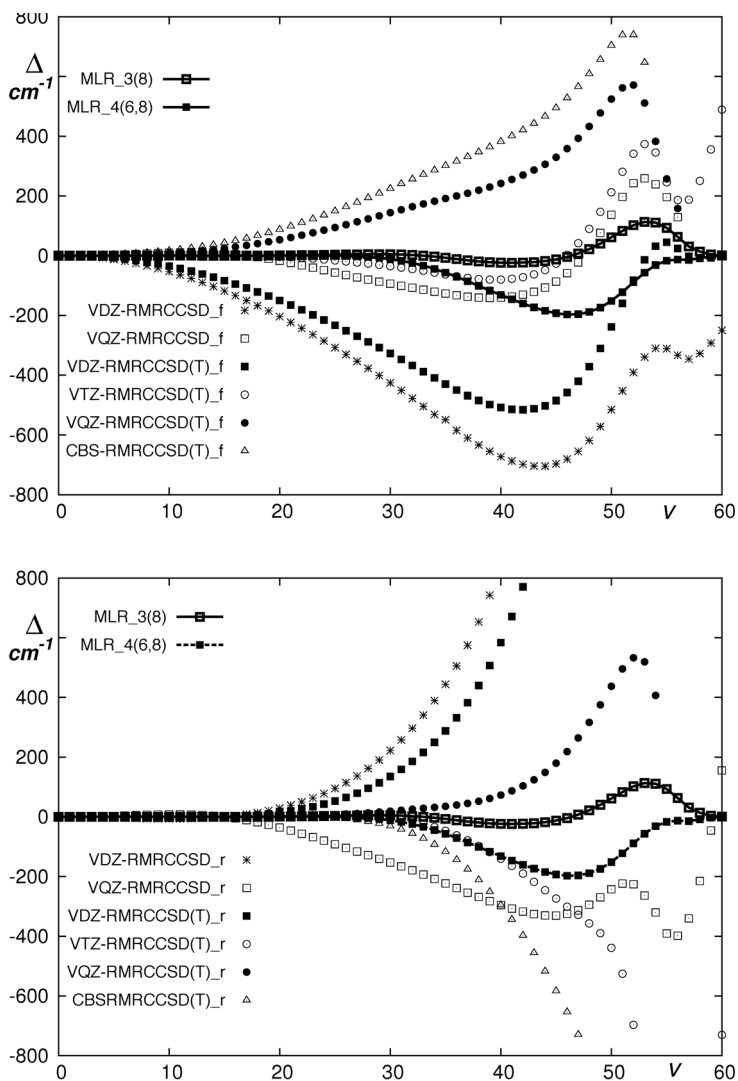 800
Δ
cm-1
MLR_3(8)
MLR_4(6,8)
400
200
0
-200
-400
-600
-800
VDZ-RMRCCSD_f
VQZ-RMRCCSD_f
VDZ-RMRCCSD(T)_f
VTZ-RMRCCSD(T)_f
VQZ-RMRCCSD(T)_f
CBS-RMRCCSD(T)_f
0 10 20 30 40 50 v 60
800
Δ
cm-1
MLR_3(8)
MLR_4(6,8)
400
200
0
-200
-400
-600
-800
VDZ-RMRCCSD_r
VQZ-RMRCCSD_r
VDZ-RMRCCSD(T)_r
VTZ-RMRCCSD(T)_r
VQZ-RMRCCSD(T)_r
CBSRMRCCSD(T)_r
0 10 20 30 40 50 v 60